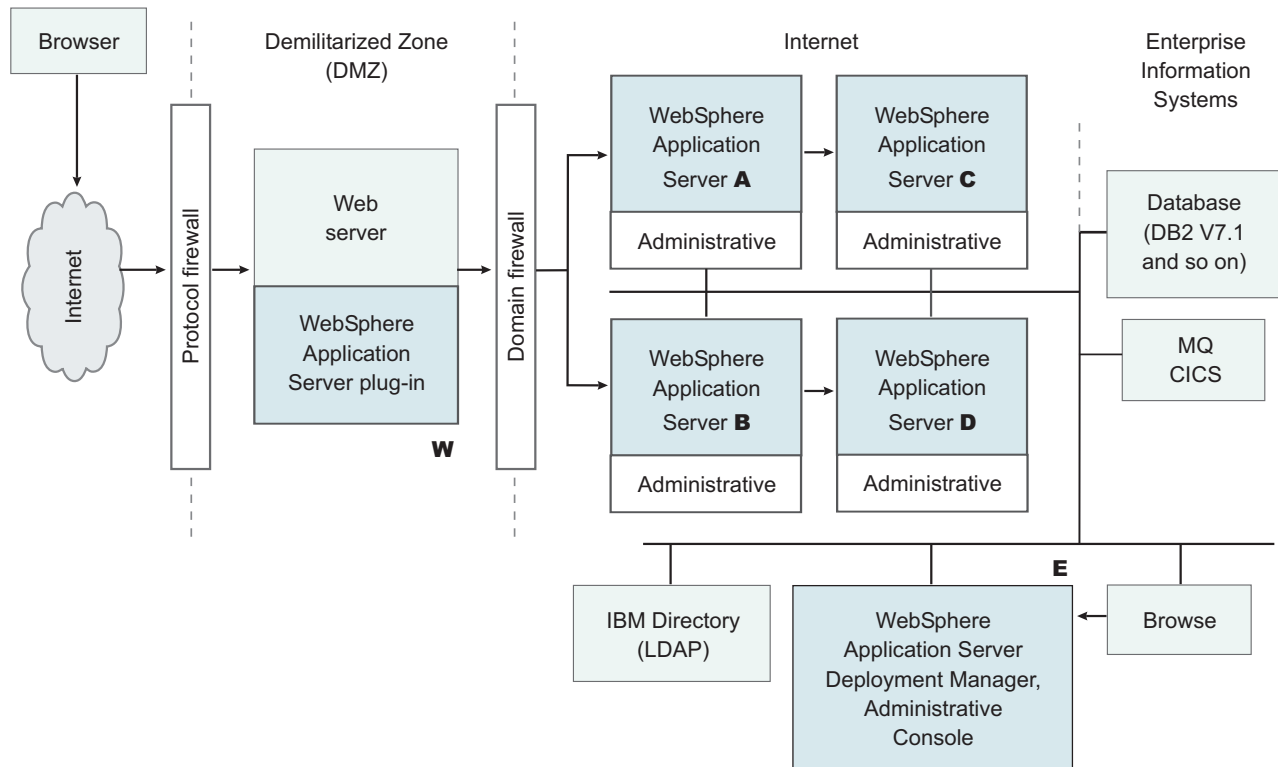 Browser
Internet
Protocol firewall
Demilitarized Zone
(DMZ)
Web
server
WebSphere
Application
Server plug-in
W
Domain firewall
Internet
WebSphere
Application
Server A
Administrative
WebSphere
Application
Server C
Administrative
WebSphere
Application
Server B
Administrative
WebSphere
Application
Server D
Administrative
Enterprise
Information
Systems
Database
(DB2 V7.1
and so on)
MQ
CICS
E
IBM Directory
(LDAP)
WebSphere
Application Server
Deployment Manager,
Administrative
Console
Browse